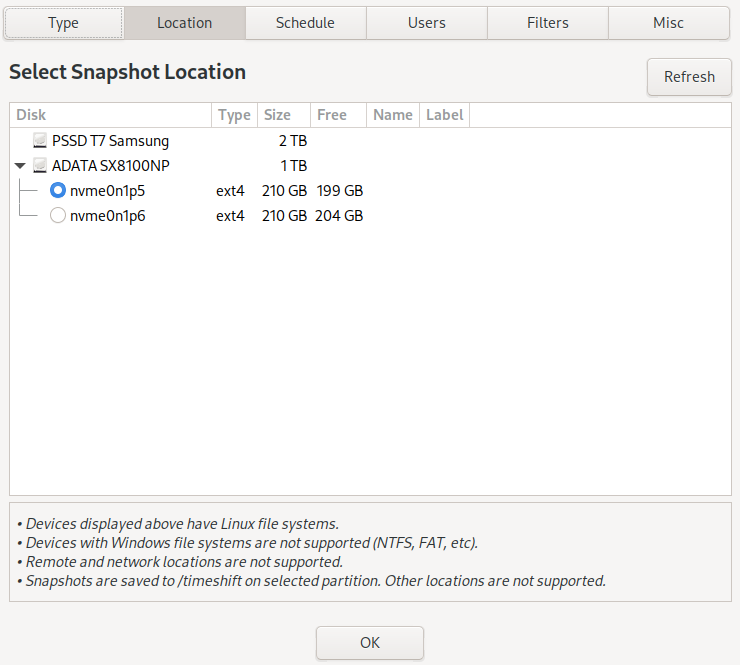 Type Location Schedule Users Filters Misc
Select Snapshot Location
Refresh
Disk Type Size Free Name Label
PSSD T7 Samsung 2 TB
ADATA SX8100NP 1 TB
nvme0n1p5 ext4 210 GB 199 GB
nvme0n1p6 ext4 210 GB 204 GB
• Devices displayed above have Linux file systems.
• Devices with Windows file systems are not supported (NTFS, FAT, etc).
• Remote and network locations are not supported.
• Snapshots are saved to /timeshift on selected partition. Other locations are not supported.
OK